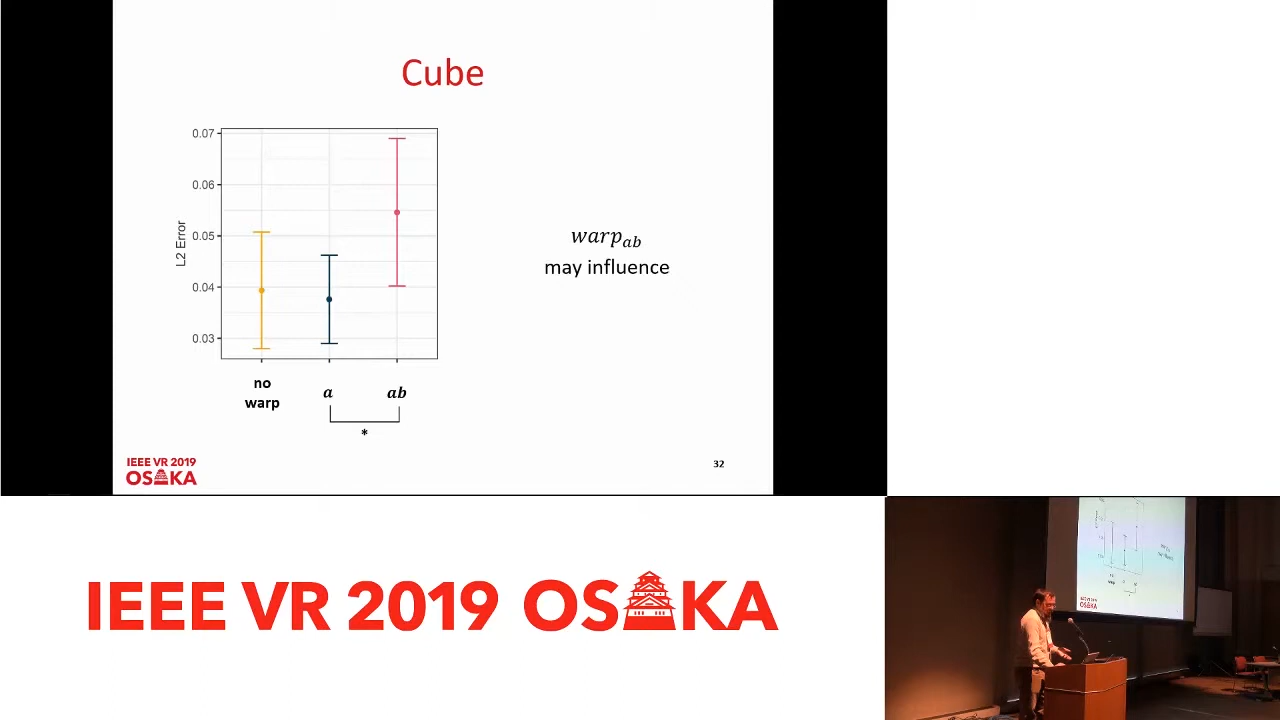 Cube
0.07
0.06
0.05
0.04
0.03
L2 Error
no
warp
a
ab
*
warp_ab
may influence
IEEE VR 2019
OSAKA
32
IEEE VR 2019 OSAKA